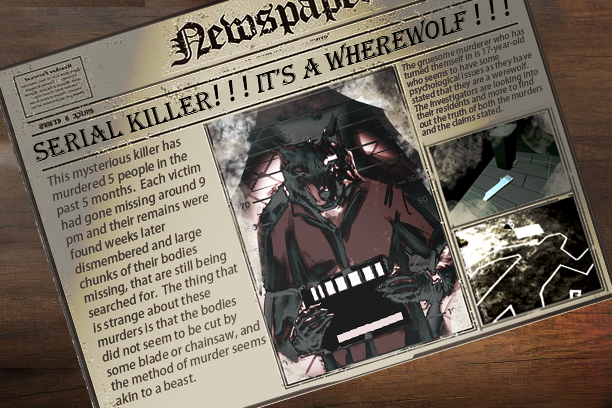 Newspaper
SERIAL KILLER!!! IT'S A WHEREWOLF !!!
This mysterious killer has
murdered 5 people in the
past 5 months. Each victim
had gone missing around 9
pm and their remains were
found weeks later
dismembered and large
chunks of their bodies
missing, that are still being
searched for. The thing that
is strange about these
murders is that the bodies
did not seem to be cut by
some blade or chainsaw, and
the method of murder seems
akin to a beast.
70
50
The gruesome murderer who has
turned themself in is 17-year-old
who seems to have some
psychological issues as they have
stated that they are a werewolf.
The investigators are looking into
their residents and more to find
out the truth of both the murders
and the claims stated.